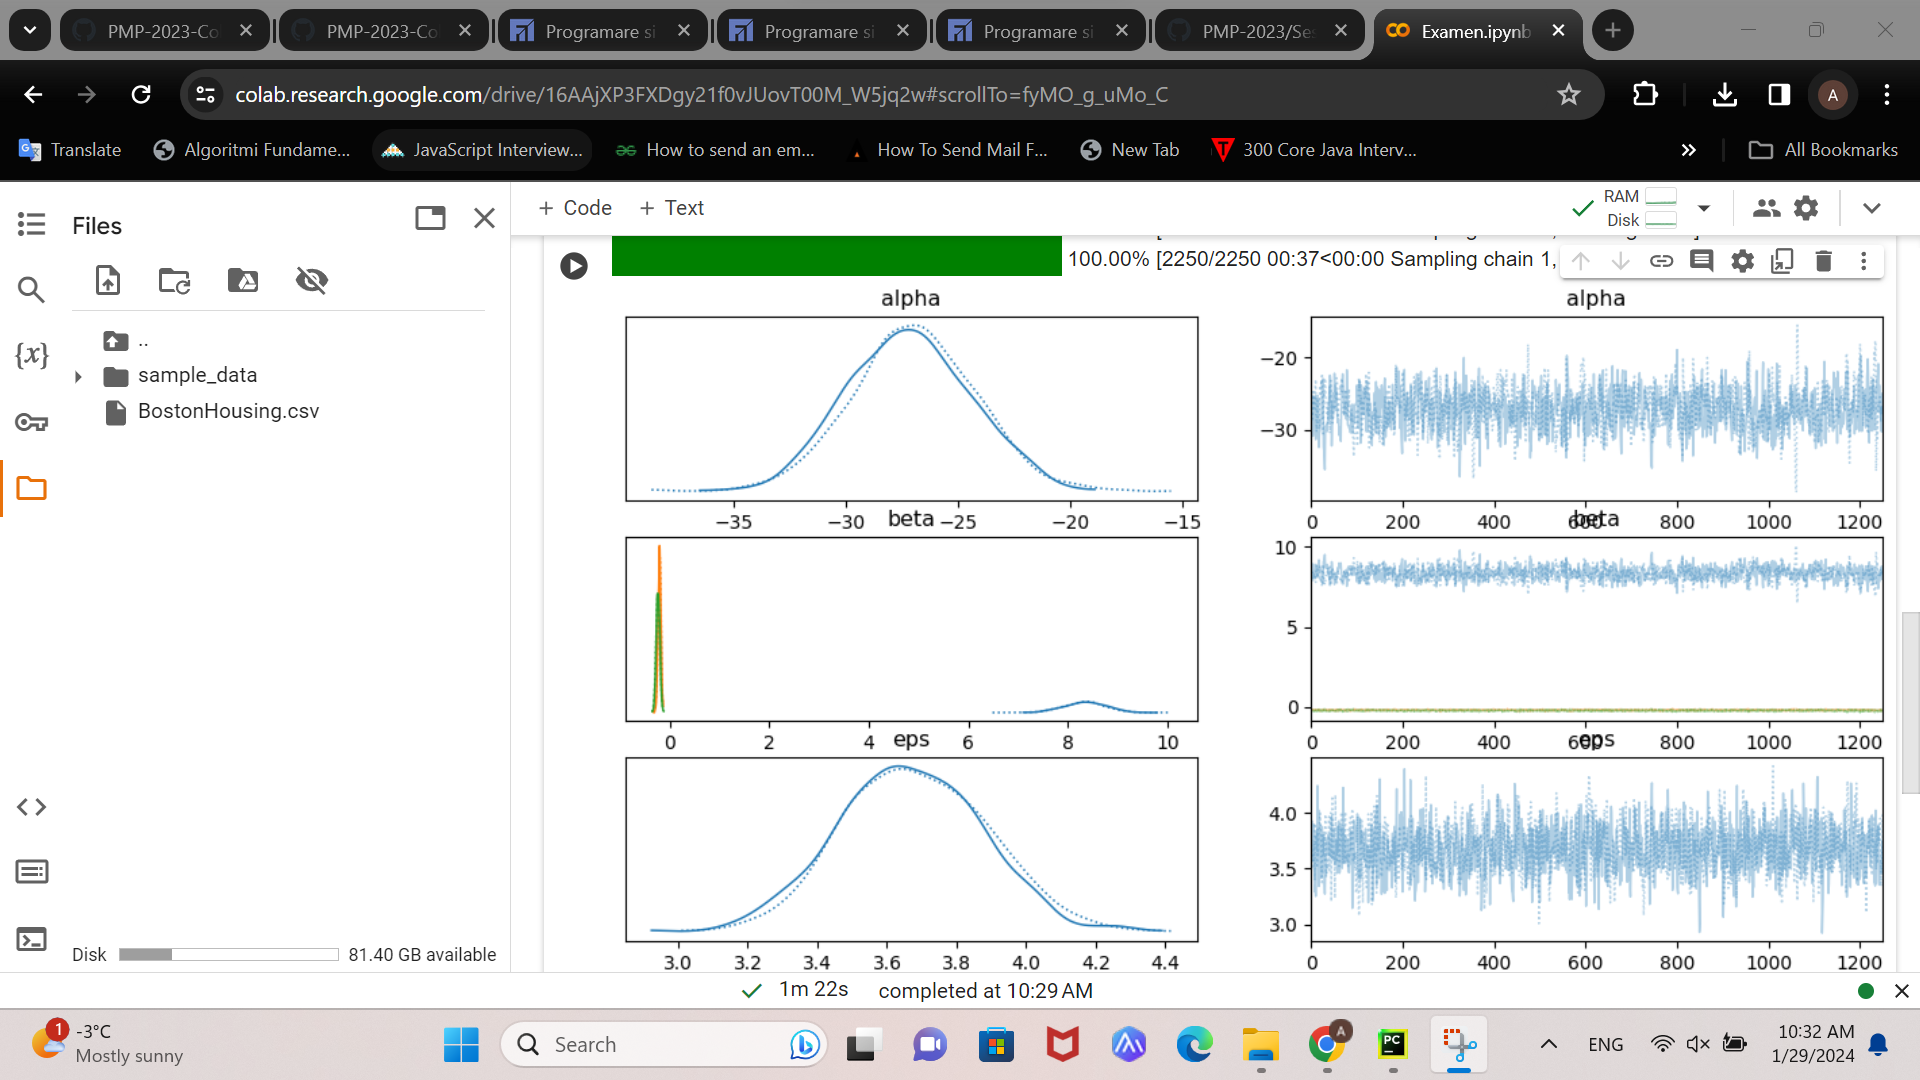 PMP-2023-Co
PMP-2023-Co
Programare si
Programare si
Programare si
PMP-2023/Ses
Examen.ipynb
colab.research.google.com/drive/16AAjXP3FXDgy21f0vJUovT00M_W5jq2w#scrollTo=fyMO_g_uMo_C
A
Translate
Algoritmi Fundame...
JavaScript Interview...
How to send an em...
How To Send Mail F...
New Tab
300 Core Java Interv...
All Bookmarks
Files
+ Code + Text
RAM
Disk
100.00% [2250/2250 00:37<00:00 Sampling chain 1,
..
sample_data
BostonHousing.csv
{x}
alpha
−35 −30 −25 −20 −15
alpha
−20
−30
0 200 400 600 800 1000 1200
beta
0 2 4 6 8 10
beta
10
5
0
0 200 400 600 800 1000 1200
eps
3.0 3.2 3.4 3.6 3.8 4.0 4.2 4.4
eps
4.0
3.5
3.0
0 200 400 600 800 1000 1200
Disk 81.40 GB available
1m 22s completed at 10:29 AM
1
-3°C
Mostly sunny
Search
A
PC
ENG
10:32 AM
1/29/2024